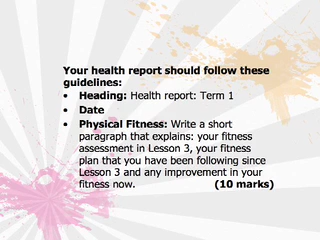 Your health report should follow these
guidelines:
• Heading: Health report: Term 1
• Date
• Physical Fitness: Write a short
paragraph that explains: your fitness
assessment in Lesson 3, your fitness
plan that you have been following since
Lesson 3 and any improvement in your
fitness now. (10 marks)